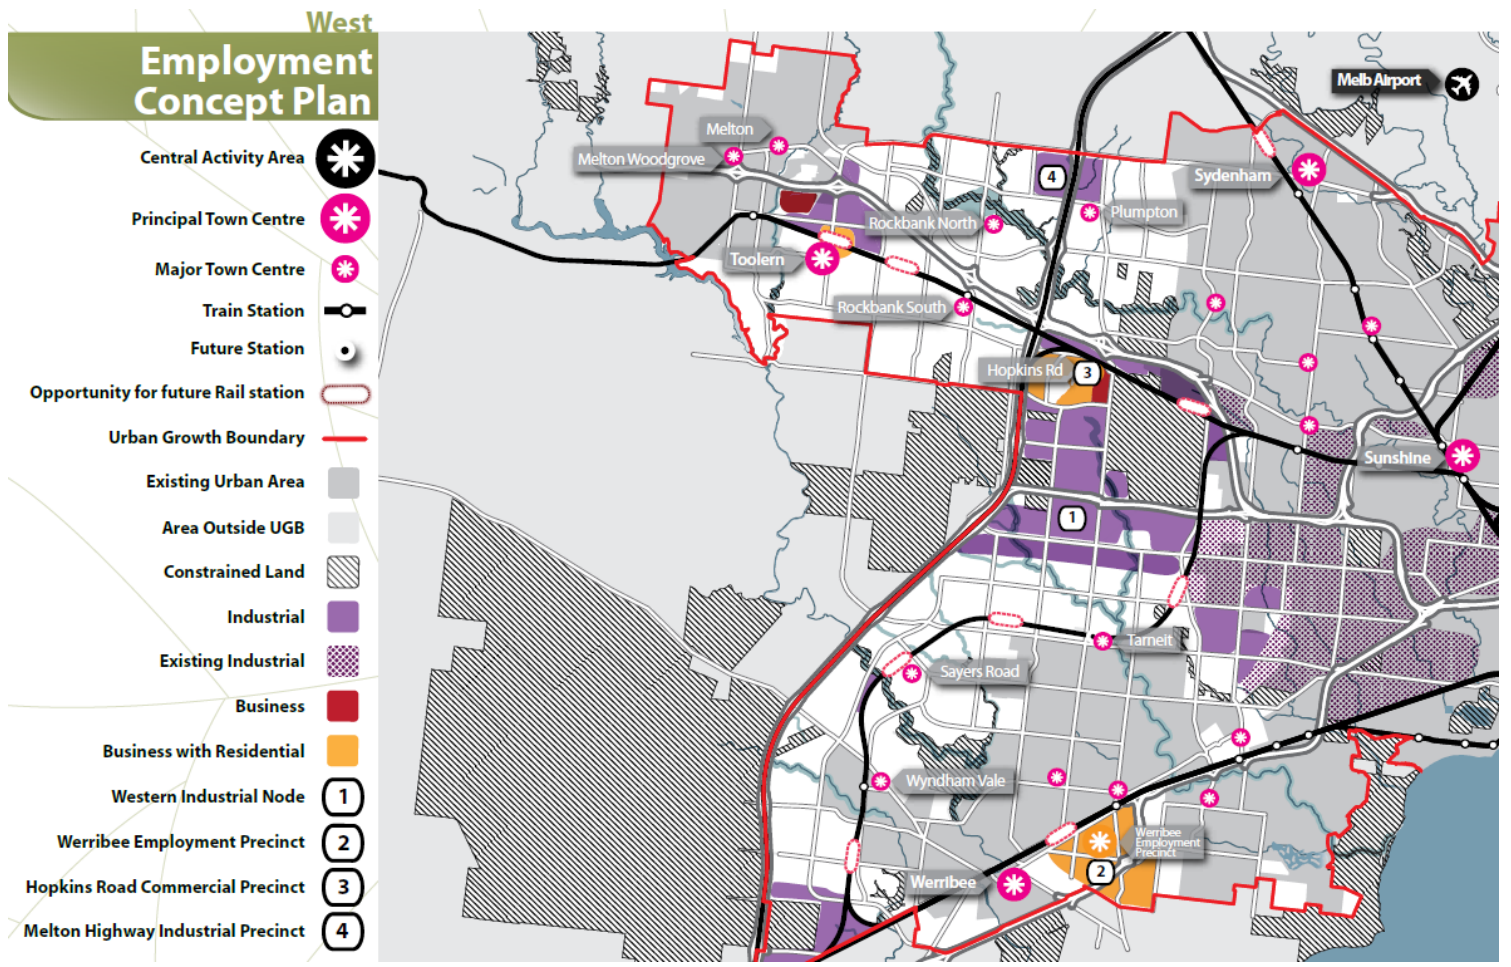 West
Employment
Concept Plan
Central Activity Area
Principal Town Centre
Major Town Centre
Train Station
Future Station
Opportunity for future Rail station
Urban Growth Boundary
Existing Urban Area
Area Outside UGB
Constrained Land
Industrial
Existing Industrial
Business
Business with Residential
Western Industrial Node
1
Werribee Employment Precinct
2
Hopkins Road Commercial Precinct
3
Melton Highway Industrial Precinct
4
Melb Airport
Melton
Melton Woodgrove
4
Sydenham
Rockbank North
Plumpton
Toolern
Rockbank South
Hopkins Rd
3
Sunshine
1
Tarneit
Sayers Road
Wyndham Vale
Werribee
Employment
Precinct
2
Werribee